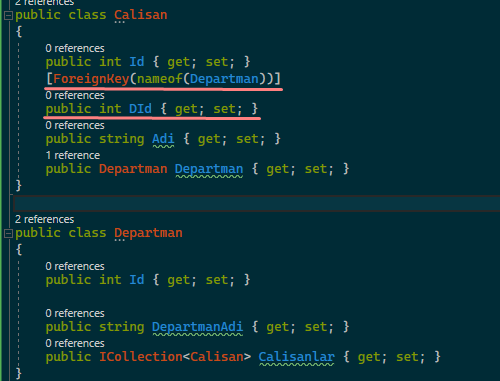 2 references
public class Calisan
{
0 references
public int Id { get; set; }
[ForeignKey(nameof(Departman))]
0 references
public int DId { get; set; }
0 references
public string Adi { get; set; }
1 reference
public Departman Departman { get; set; }
}
2 references
public class Departman
{
0 references
public int Id { get; set; }
0 references
public string DepartmanAdi { get; set; }
0 references
public ICollection<Calisan> Calisanlar { get; set; }
}